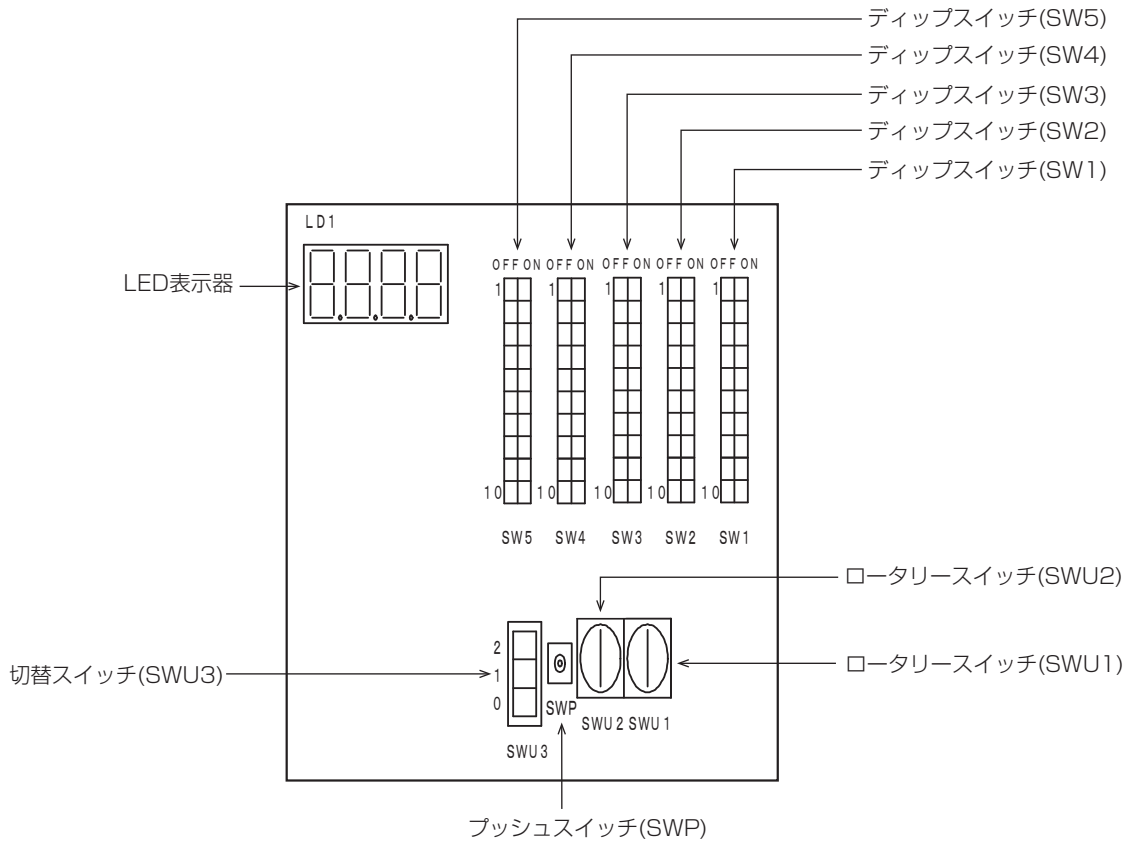 ディップスイッチ(SW5)
ディップスイッチ(SW4)
ディップスイッチ(SW3)
ディップスイッチ(SW2)
ディップスイッチ(SW1)
LD1
LED表示器
OFF ON OFF ON OFF ON OFF ON OFF ON
1 1 1 1 1
10 10 10 10 10
SW5 SW4 SW3 SW2 SW1
ロータリースイッチ(SWU2)
ロータリースイッチ(SWU1)
切替スイッチ(SWU3)
2
1
0
SWP
SWU2 SWU1
SWU3
プッシュスイッチ(SWP)